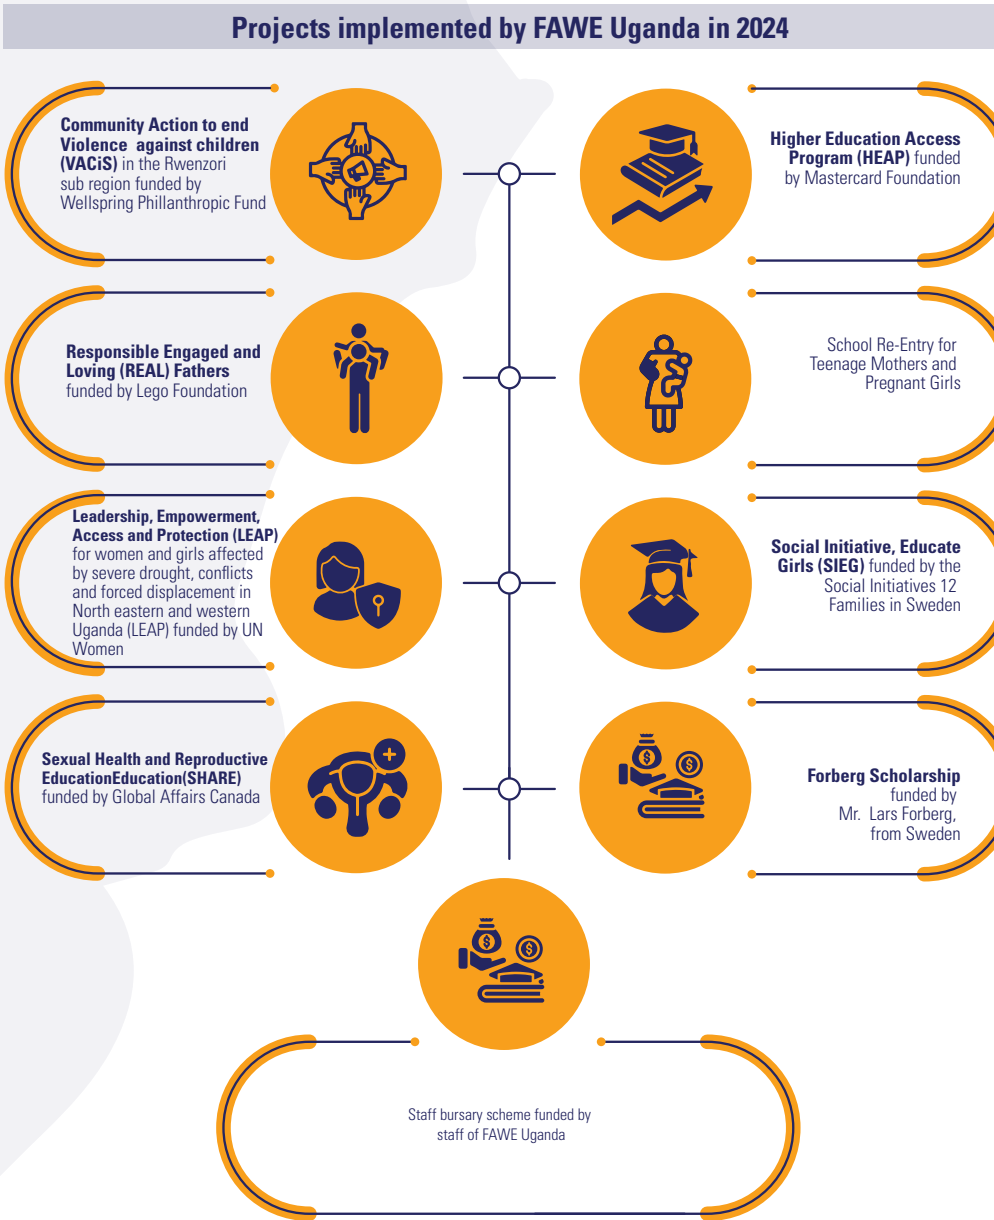 Projects implemented by FAWE Uganda in 2024
Community Action to end
Violence against children
(VACiS) in the Rwenzori
sub region funded by
Wellspring Phillanthropic Fund
Higher Education Access
Program (HEAP) funded
by Mastercard Foundation
Responsible Engaged and
Loving (REAL) Fathers
funded by Lego Foundation
School Re-Entry for
Teenage Mothers and
Pregnant Girls
Leadership, Empowerment,
Access and Protection (LEAP)
for women and girls affected
by severe drought, conflicts
and forced displacement in
North eastern and western
Uganda (LEAP) funded by UN
Women
Social Initiative, Educate
Girls (SIEG) funded by the
Social Initiatives 12
Families in Sweden
Sexual Health and Reproductive
EducationEducation(SHARE)
funded by Global Affairs Canada
Forberg Scholarship
funded by
Mr. Lars Forberg,
from Sweden
Staff bursary scheme funded by
staff of FAWE Uganda